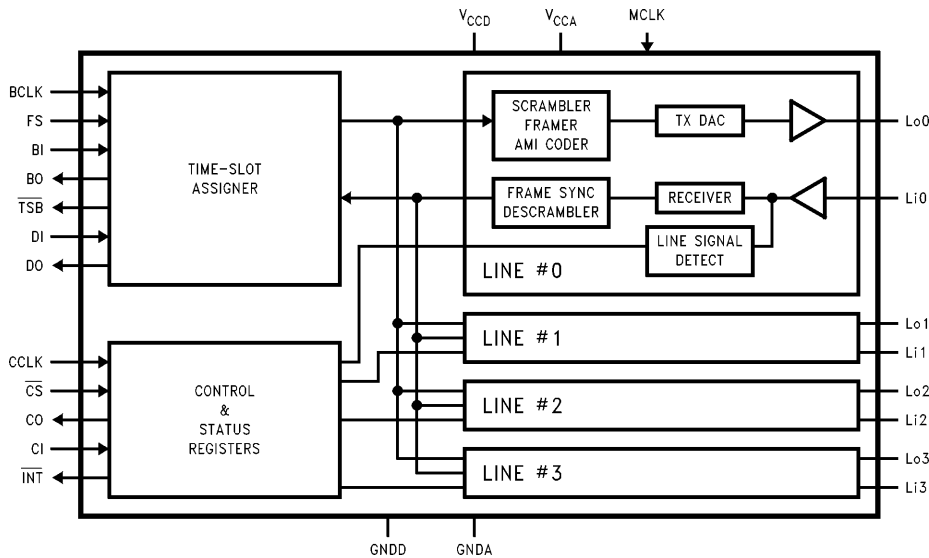 VCCD
VCCA
MCLK
BCLK
FS
BI
BO
TSB
DI
DO
TIME-SLOT
ASSIGNER
SCRAMBLER
FRAMER
AMI CODER
TX DAC
Lo0
FRAME SYNC
DESCRAMBLER
RECEIVER
Li0
LINE SIGNAL
DETECT
LINE #0
LINE #1
Lo1
Li1
CCLK
CS
CO
CI
INT
CONTROL
&
STATUS
REGISTERS
LINE #2
Lo2
Li2
LINE #3
Lo3
Li3
GNDD
GNDA